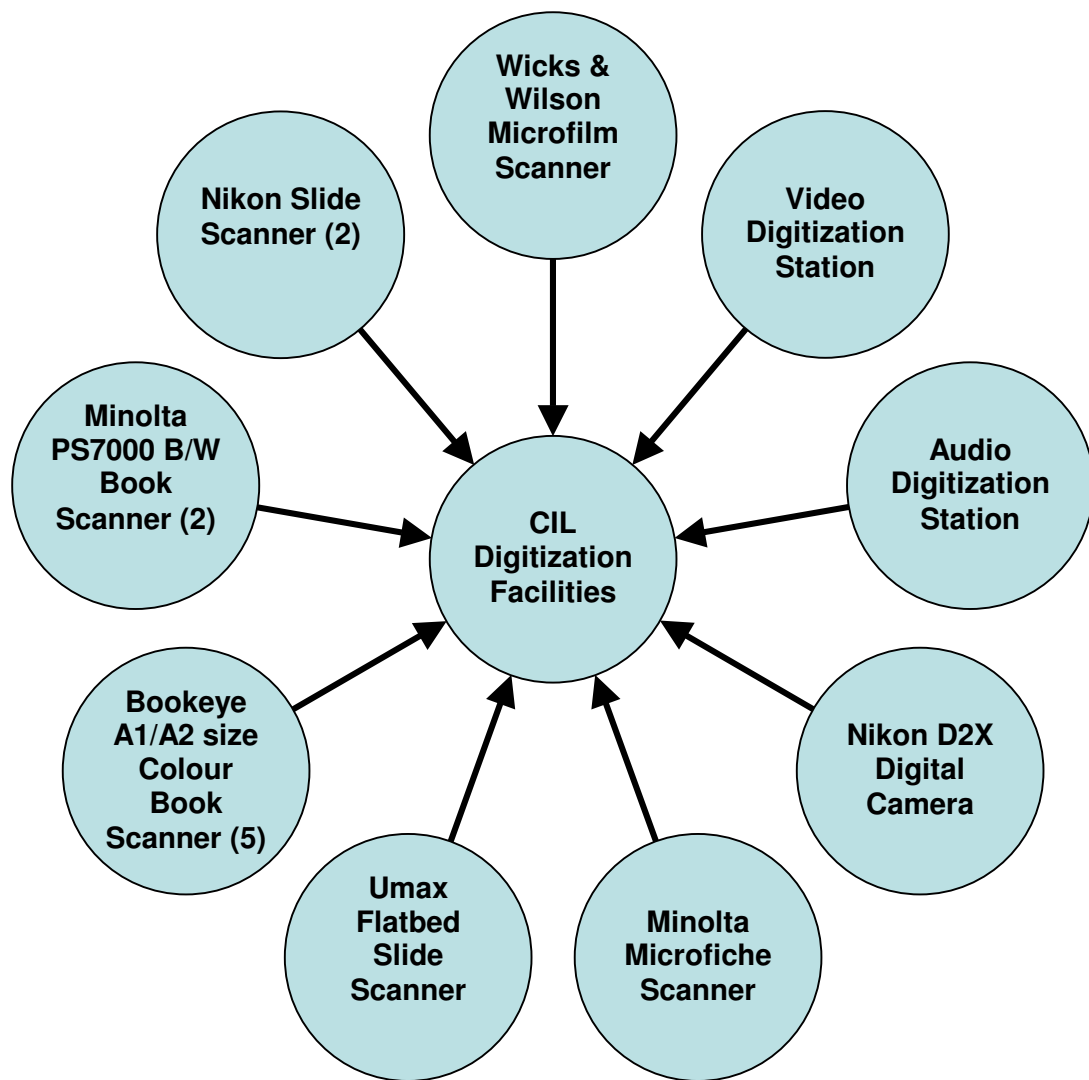 Wicks &
Wilson
Microfilm
Scanner
Nikon Slide
Scanner (2)
Video
Digitization
Station
Minolta
PS7000 B/W
Book
Scanner (2)
Audio
Digitization
Station
CIL
Digitization
Facilities
Bookeye
A1/A2 size
Colour
Book
Scanner (5)
Nikon D2X
Digital
Camera
Umax
Flatbed
Slide
Scanner
Minolta
Microfiche
Scanner